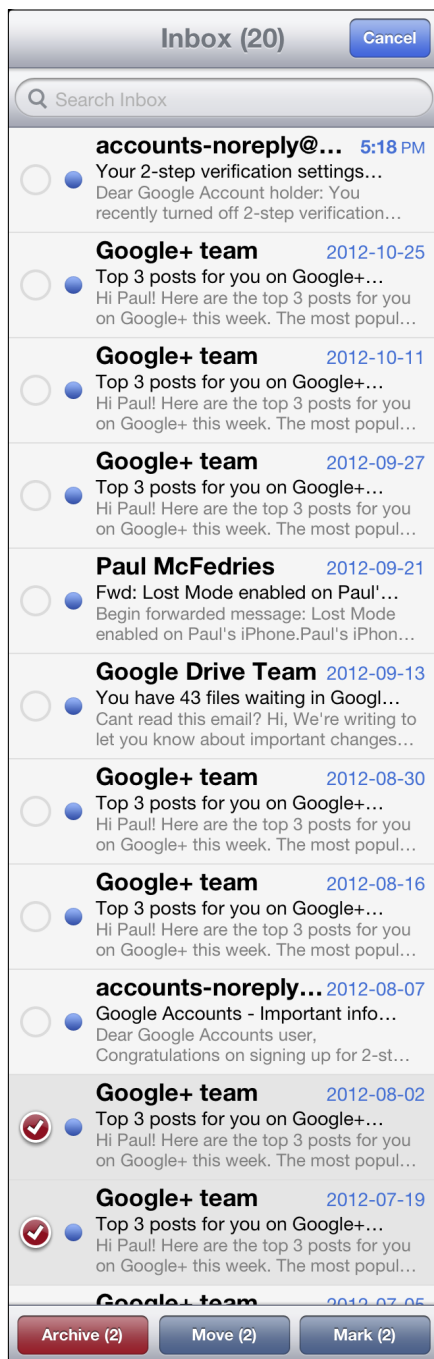 Inbox (20)
Cancel
Search Inbox
accounts-noreply@... 5:18 PM
Your 2-step verification settings...
Dear Google Account holder: You
recently turned off 2-step verification...
Google+ team 2012-10-25
Top 3 posts for you on Google+...
Hi Paul! Here are the top 3 posts for you
on Google+ this week. The most popul...
Google+ team 2012-10-11
Top 3 posts for you on Google+...
Hi Paul! Here are the top 3 posts for you
on Google+ this week. The most popul...
Google+ team 2012-09-27
Top 3 posts for you on Google+...
Hi Paul! Here are the top 3 posts for you
on Google+ this week. The most popul...
Paul McFedries 2012-09-21
Fwd: Lost Mode enabled on Paul'...
Begin forwarded message: Lost Mode
enabled on Paul's iPhone.Paul's iPhon...
Google Drive Team 2012-09-13
You have 43 files waiting in Googl...
Cant read this email? Hi, We're writing to
let you know about important changes...
Google+ team 2012-08-30
Top 3 posts for you on Google+...
Hi Paul! Here are the top 3 posts for you
on Google+ this week. The most popul...
Google+ team 2012-08-16
Top 3 posts for you on Google+...
Hi Paul! Here are the top 3 posts for you
on Google+ this week. The most popul...
accounts-noreply... 2012-08-07
Google Accounts - Important info...
Dear Google Accounts user,
Congratulations on signing up for 2-st...
Google+ team 2012-08-02
Top 3 posts for you on Google+...
Hi Paul! Here are the top 3 posts for you
on Google+ this week. The most popul...
Google+ team 2012-07-19
Top 3 posts for you on Google+...
Hi Paul! Here are the top 3 posts for you
on Google+ this week. The most popul...
Google+ team 2012-07-05
Archive (2)
Move (2)
Mark (2)